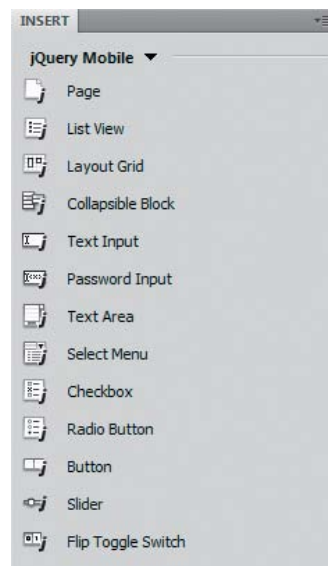 INSERT
jQuery Mobile
Page
List View
Layout Grid
Collapsible Block
Text Input
Password Input
Text Area
Select Menu
Checkbox
Radio Button
Button
Slider
Flip Toggle Switch